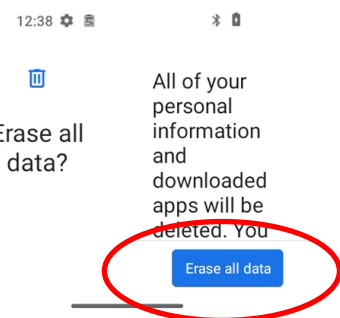 12:38
Erase all
data?
All of your
personal
information
and
downloaded
apps will be
deleted. You
Erase all data